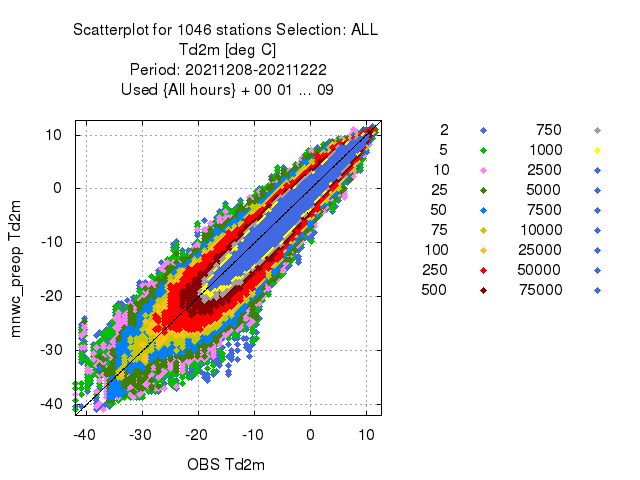 Scatterplot for 1046 stations Selection: ALL
Td2m [deg C]
Period: 20211208-20211222
Used {All hours} + 00 01 ... 09
mnwc_preop Td2m
10
0
-10
-20
-30
-40
-40 -30 -20 -10 0 10
OBS Td2m
2 750
5 1000
10 2500
25 5000
50 7500
75 10000
100 25000
250 50000
500 75000